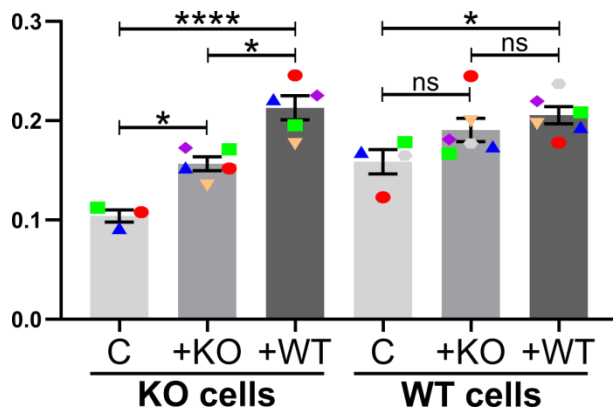 0.3
0.2
0.1
0.0
****
*
*
*
ns
ns
C +KO +WT C +KO +WT
KO cells WT cells